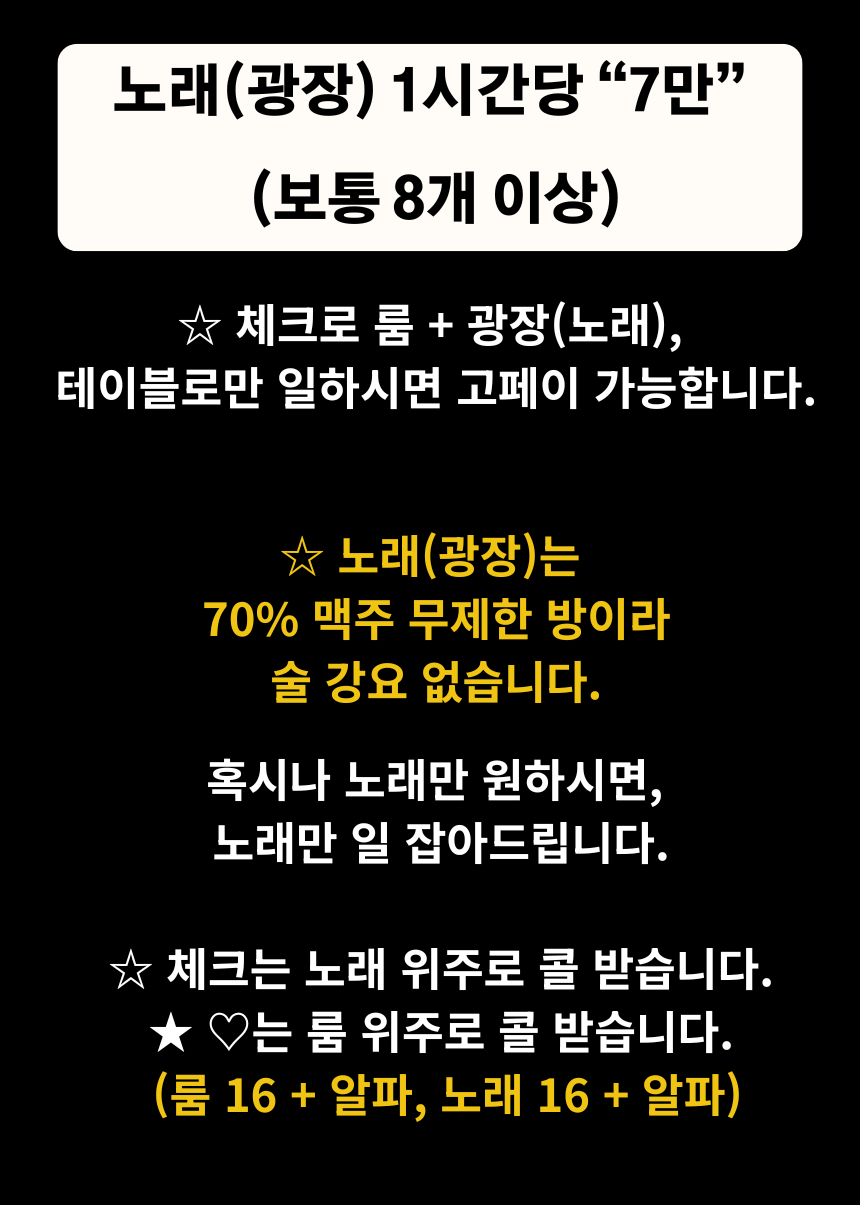 노래(광장) 1시간당 “7만”
(보통 8개 이상)
☆ 체크로 룸 + 광장(노래),
테이블로만 일하시면 고페이 가능합니다.
☆ 노래(광장)는
70% 맥주 무제한 방이라
술 강요 없습니다.
혹시나 노래만 원하시면,
노래만 일 잡아드립니다.
☆ 체크는 노래 위주로 콜 받습니다.
★ ♡는 룸 위주로 콜 받습니다.
(룸 16 + 알파, 노래 16 + 알파)